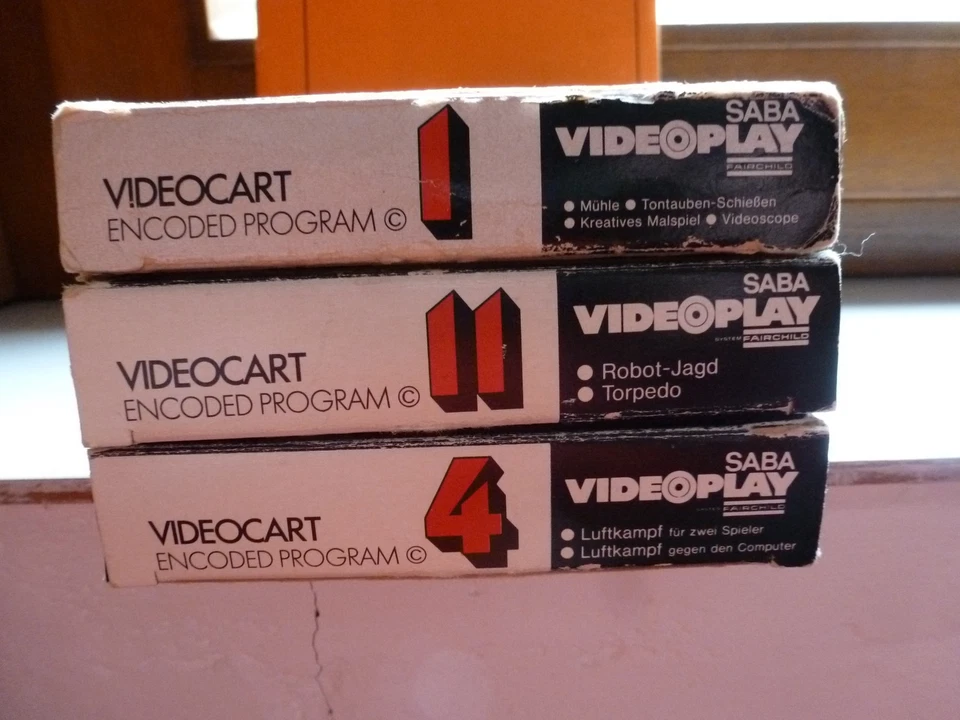 VIDEOCART
ENCODED PROGRAM ©
1
SABA
VIDEOPLAY
FAIRCHILD
● Mühle ● Tontauben-Schießen
● Kreatives Malspiel ● Videoscope
VIDEOCART
ENCODED PROGRAM ©
11
SABA
VIDEOPLAY
SYSTEM FAIRCHILD
● Robot-Jagd
● Torpedo
VIDEOCART
ENCODED PROGRAM ©
4
SABA
VIDEOPLAY
SYSTEM FAIRCHILD
● Luftkampf für zwei Spieler
● Luftkampf gegen den Computer